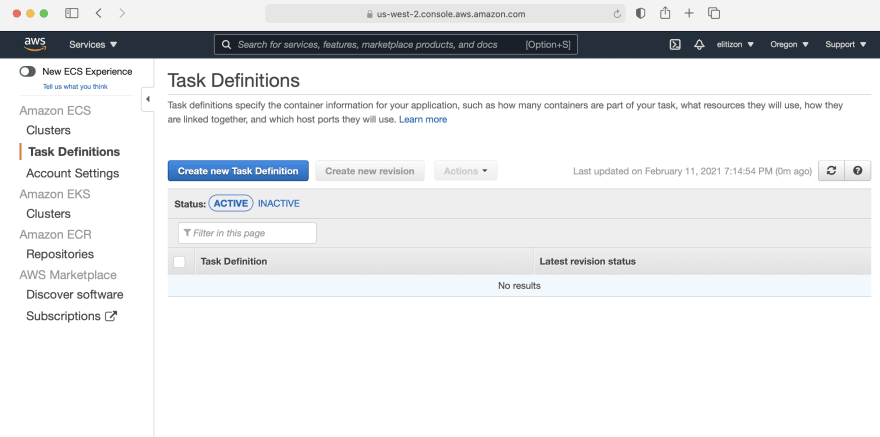 us-west-2.console.aws.amazon.com
aws
Services
Search for services, features, marketplace products, and docs
[Option+S]
elitizon
Oregon
Support
New ECS Experience
Tell us what you think
Amazon ECS
Clusters
Task Definitions
Account Settings
Amazon EKS
Clusters
Amazon ECR
Repositories
AWS Marketplace
Discover software
Subscriptions
Task Definitions
Task definitions specify the container information for your application, such as how many containers are part of your task, what resources they will use, how they
are linked together, and which host ports they will use. Learn more
Create new Task Definition
Create new revision
Actions
Last updated on February 11, 2021 7:14:54 PM (0m ago)
Status: ACTIVE INACTIVE
Filter in this page
Task Definition
Latest revision status
No results